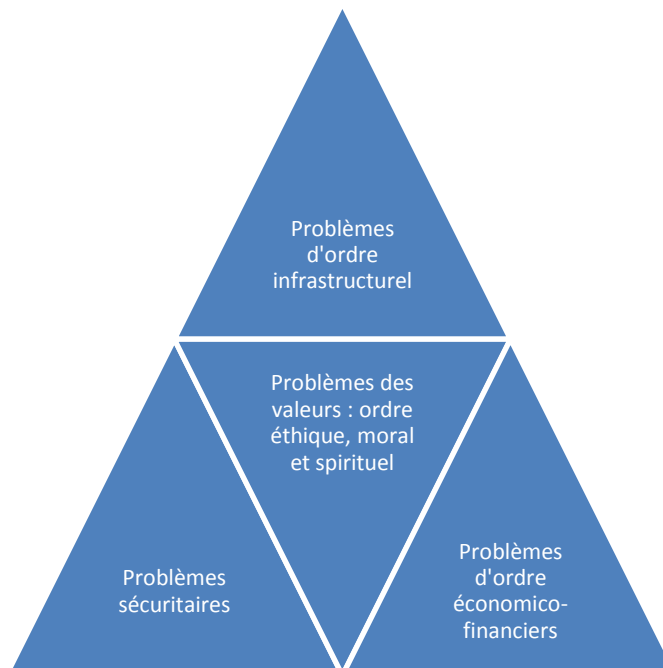 Problèmes
d'ordre
infrastructurel
Problèmes des
valeurs : ordre
éthique, moral
et spirituel
Problèmes
sécuritaires
Problèmes
d'ordre
économico-
financiers